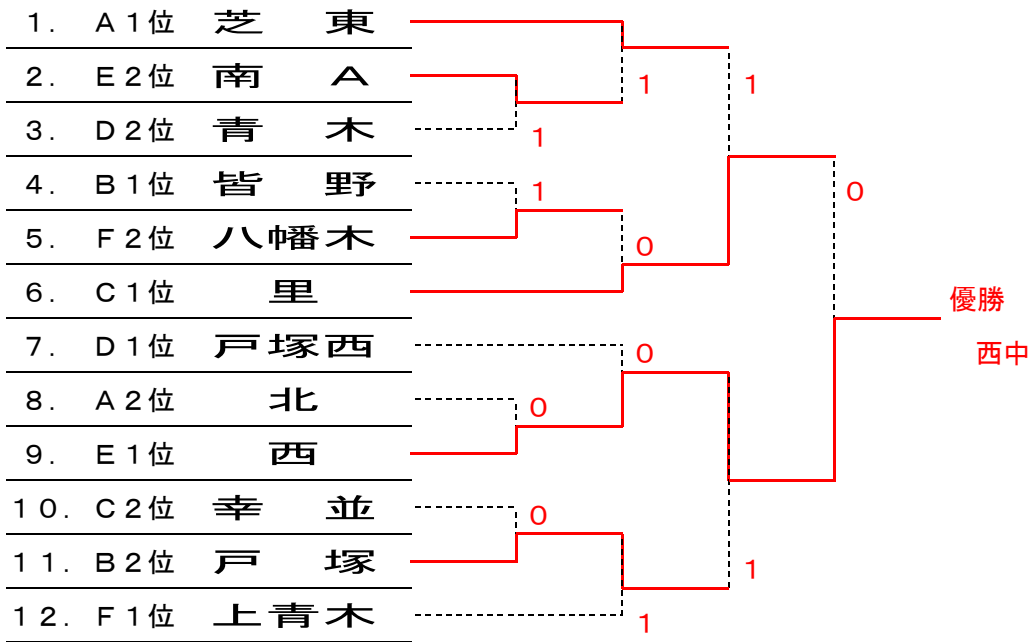 1. A1位 芝東
2. E2位 南A
3. D2位 青木
4. B1位 皆野
5. F2位 八幡木
6. C1位 里
7. D1位 戸塚西
8. A2位 北
9. E1位 西
10. C2位 幸並
11. B2位 戸塚
12. F1位 上青木
1
1
1
1
0
0
0
0
0
1
1
優勝
西中